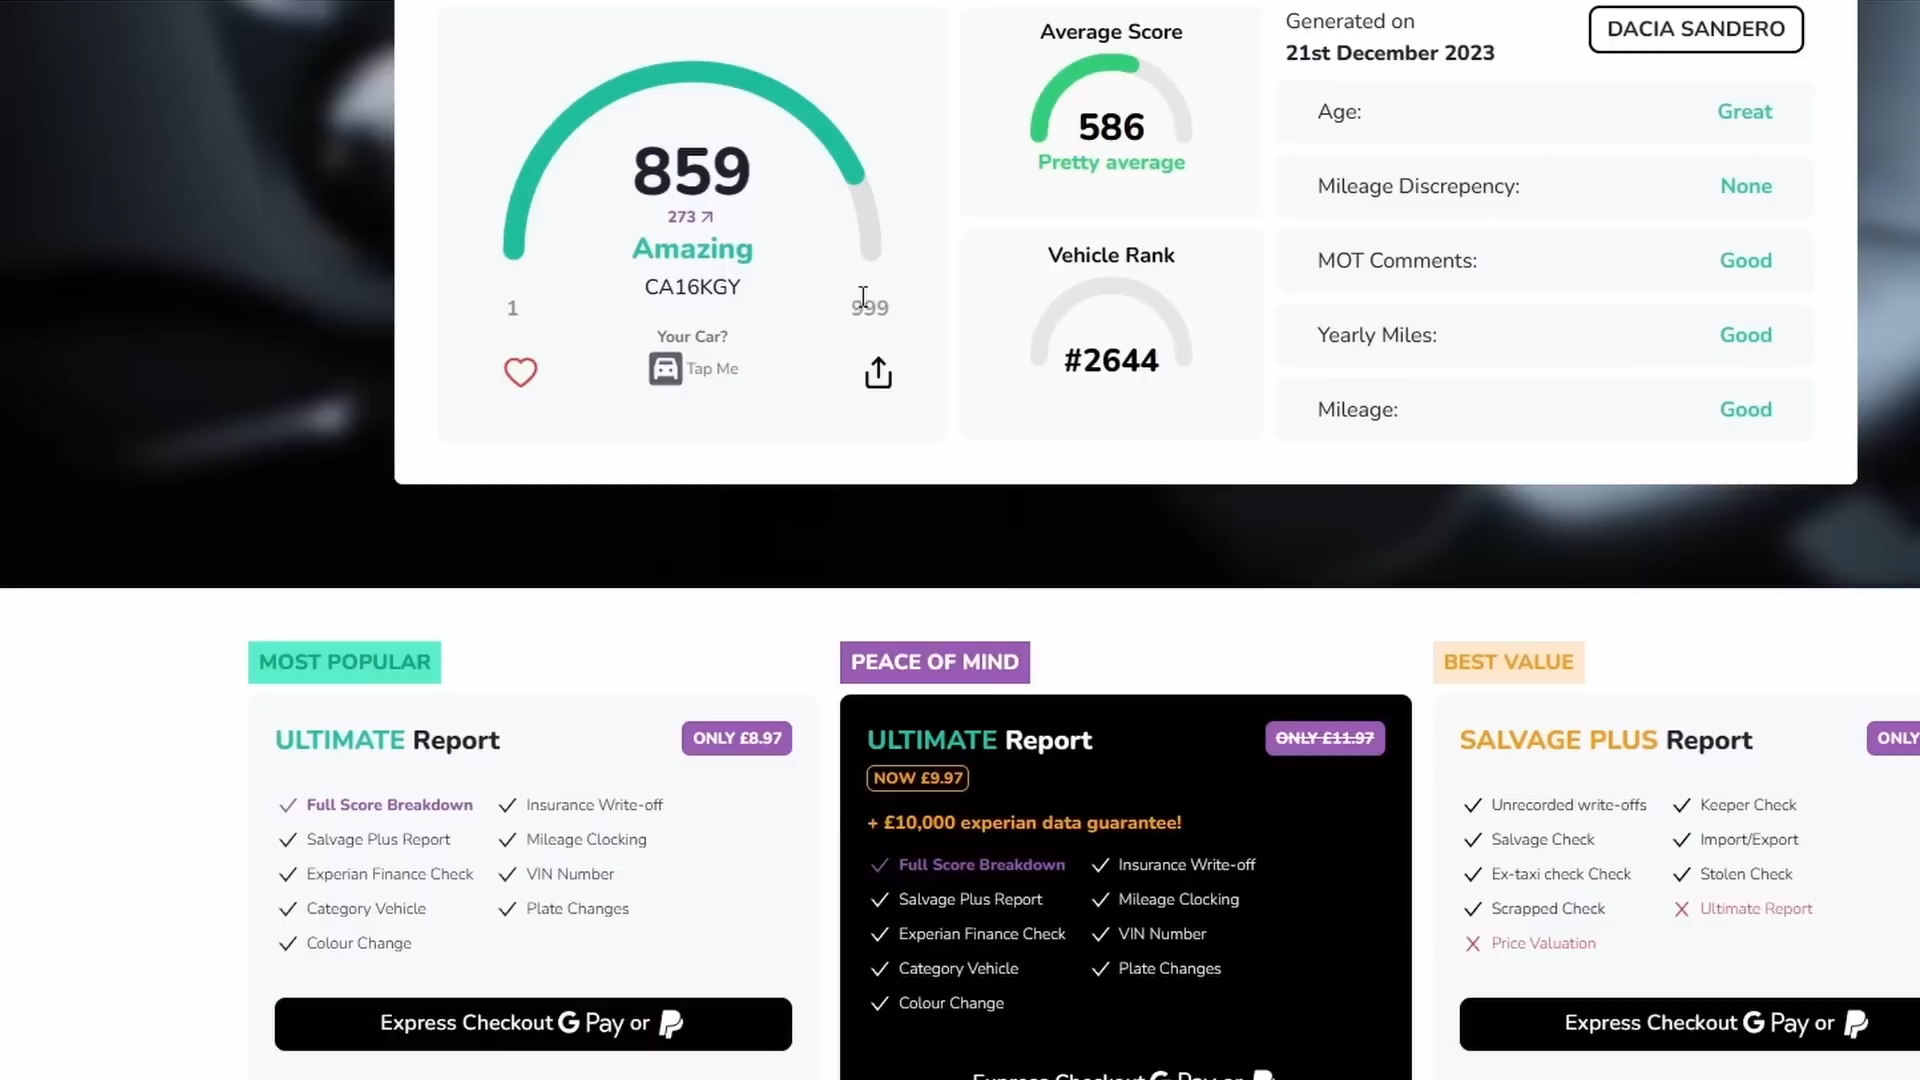 859
273
Amazing
CA16KGY
1
999
Your Car?
Tap Me
Average Score
586
Pretty average
Vehicle Rank
#2644
Generated on
21st December 2023
DACIA SANDERO
Age: Great
Mileage Discrepency: None
MOT Comments: Good
Yearly Miles: Good
Mileage: Good
MOST POPULAR
ULTIMATE Report
ONLY £8.97
Full Score Breakdown
Insurance Write-off
Salvage Plus Report
Mileage Clocking
Experian Finance Check
VIN Number
Category Vehicle
Plate Changes
Colour Change
Express Checkout G Pay or
PEACE OF MIND
ULTIMATE Report
ONLY £11.97
NOW £9.97
+ £10,000 experian data guarantee!
Full Score Breakdown
Insurance Write-off
Salvage Plus Report
Mileage Clocking
Experian Finance Check
VIN Number
Category Vehicle
Plate Changes
Colour Change
Express Checkout G Pay or
BEST VALUE
SALVAGE PLUS Report
ONLY
Unrecorded write-offs
Keeper Check
Salvage Check
Import/Export
Ex-taxi check Check
Stolen Check
Scrapped Check
Ultimate Report
Price Valuation
Express Checkout G Pay or